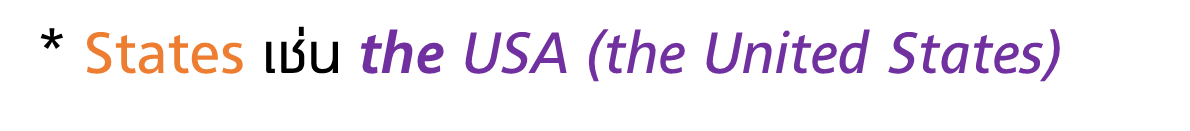 * States เช่น the USA (the United States)